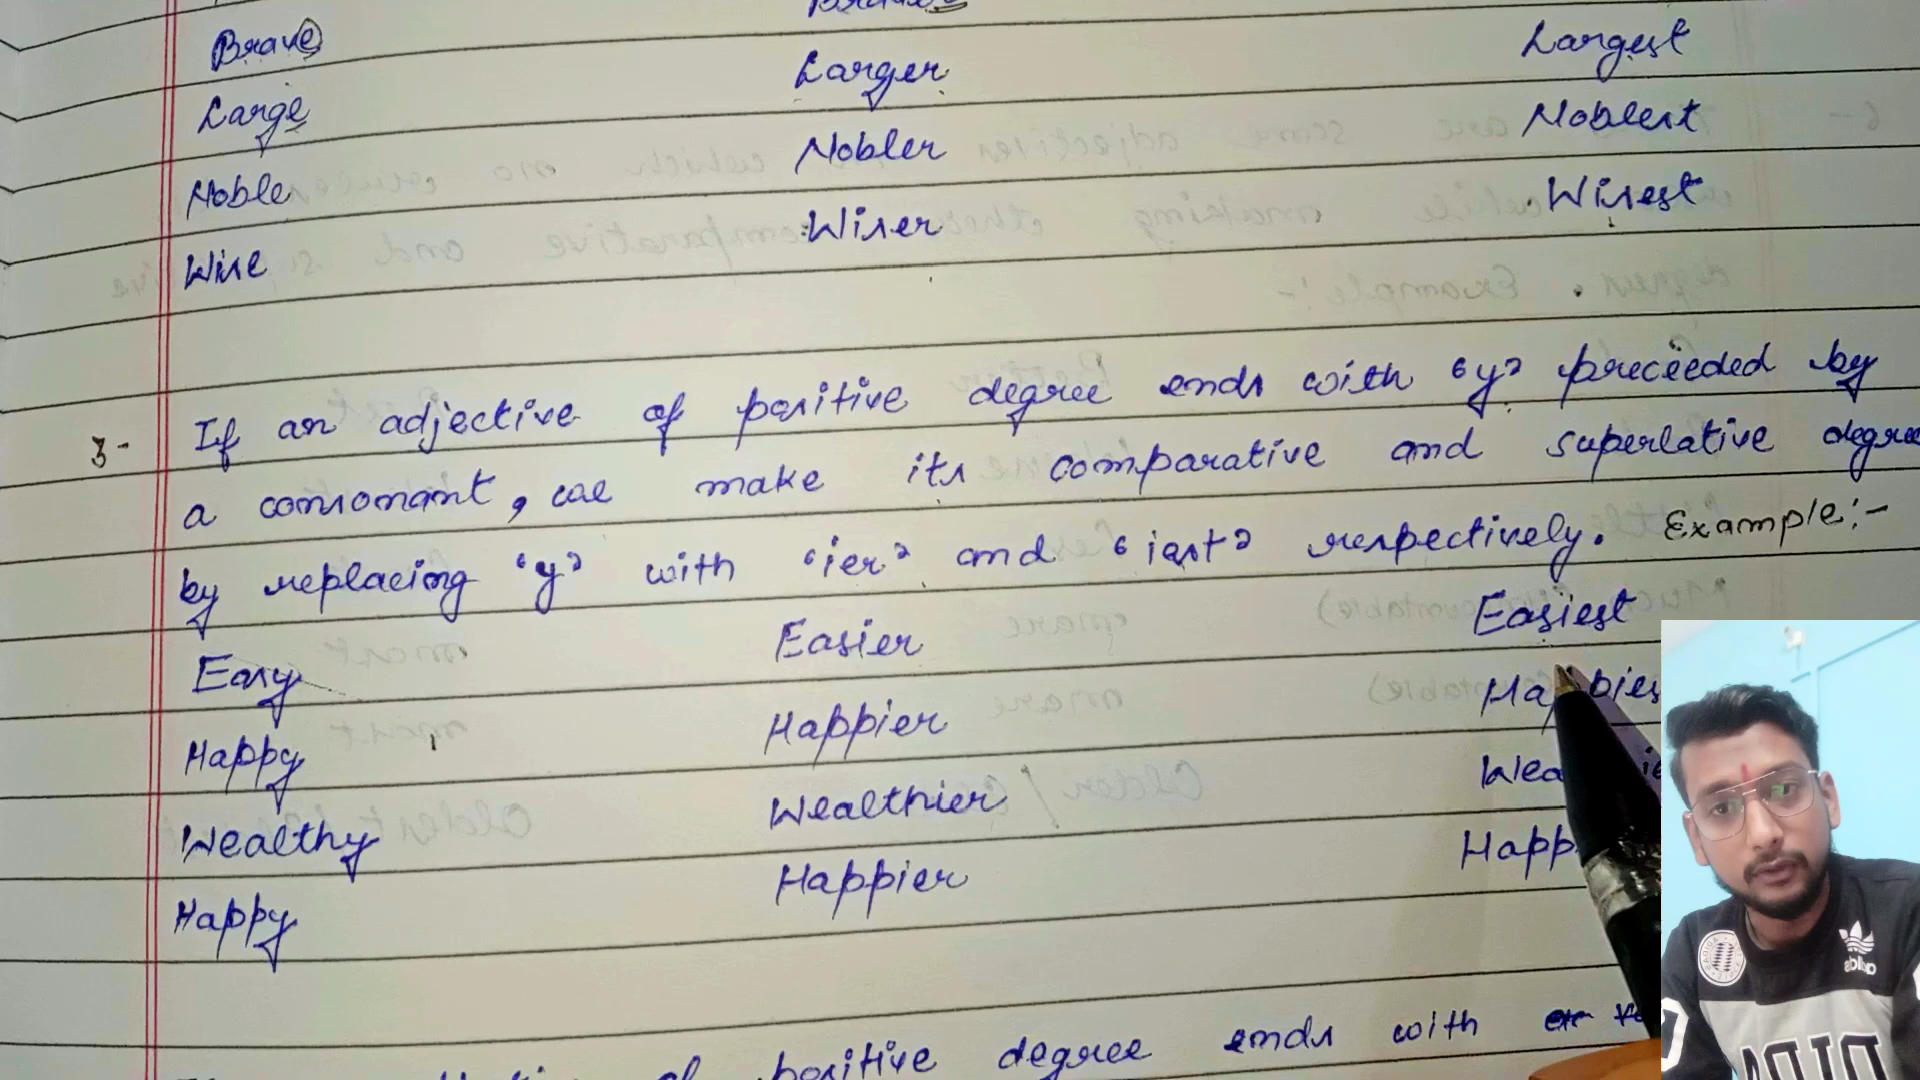 Brave
Large Larger Largest
Noble Nobler Noblest
Wise Wiser Wisest
3- If an adjective of positive degree ends with 'y' preceeded by
a consonant, we make its comparative and superlative degree
by replacing 'y' with 'ier' and 'iest' respectively. Example:-
Easy Easier Easiest
Happy Happier
Wealthy Wealthier
Happy Happier
of positive degree ends with
adidas